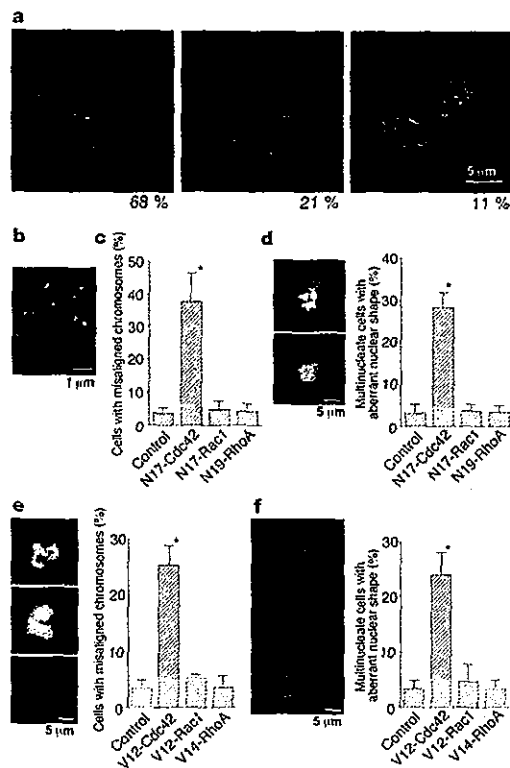 a
5 μm
68 % 21 % 11 %
b
1 μm
c
Cells with misaligned chromosomes (%)
50
40
30
20
10
0
*
Control
N17-Cdc42
N17-Rac1
N19-RhoA
d
5 μm
Multinucleate cells with
aberrant nuclear shape (%)
40
30
20
10
0
*
Control
N17-Cdc42
N17-Rac1
N19-RhoA
e
5 μm
Cells with misaligned chromosomes (%)
30
20
10
0
*
Control
V12-Cdc42
V12-Rac1
V14-RhoA
f
5 μm
Multinucleate cells with
aberrant nuclear shape (%)
30
20
10
0
*
Control
V12-Cdc42
V12-Rac1
V14-RhoA